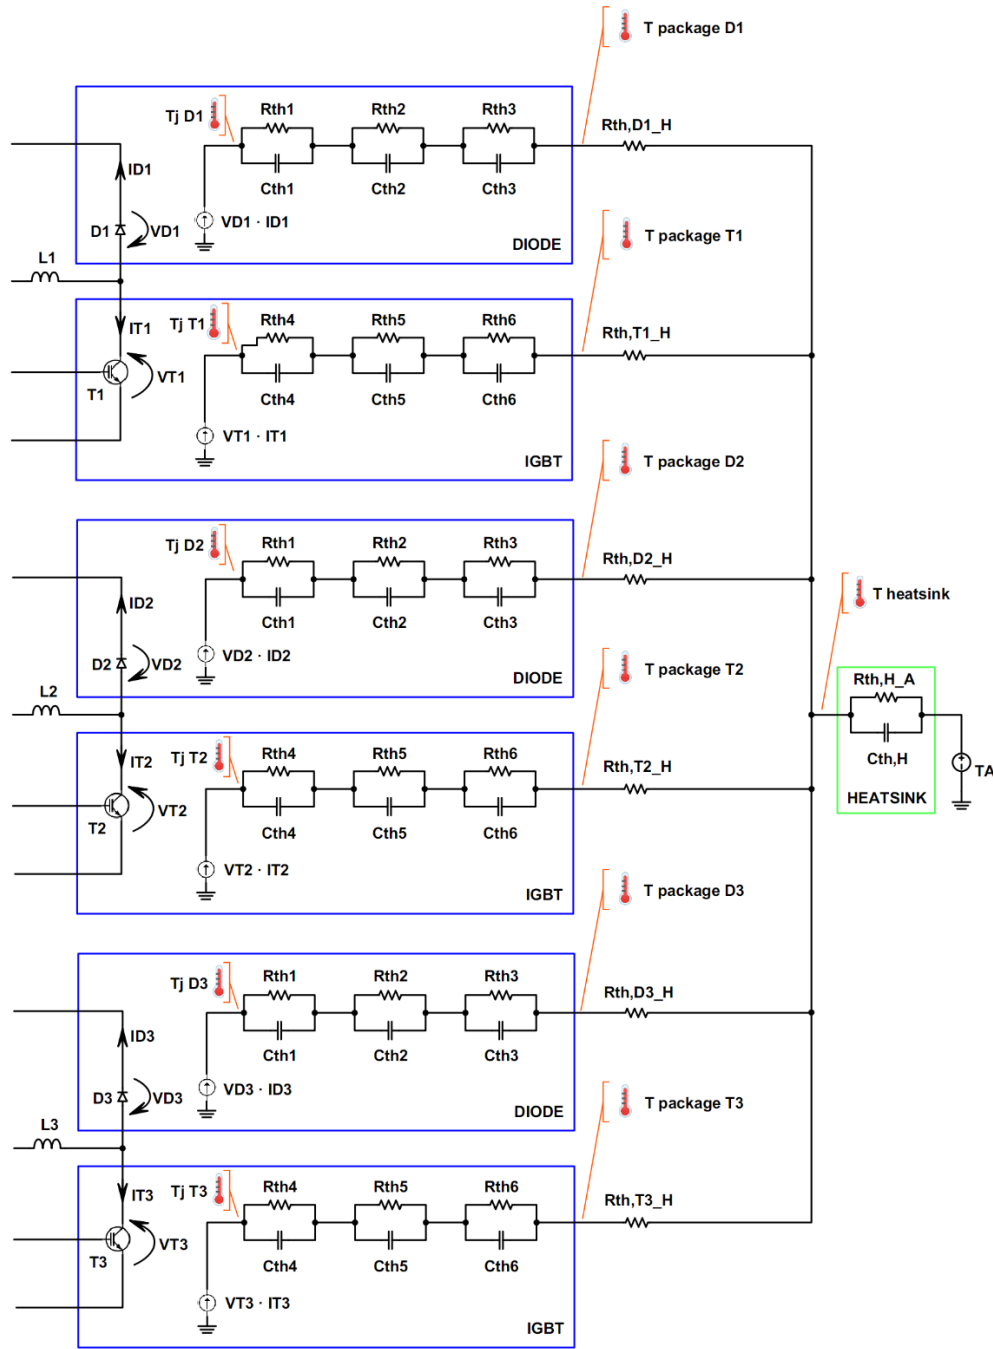 T package D1
Tj D1
Rth1
Rth2
Rth3
Rth,D1_H
ID1
Cth1
Cth2
Cth3
D1
VD1
VD1 · ID1
DIODE
T package T1
L1
IT1
Tj T1
Rth4
Rth5
Rth6
Rth,T1_H
VT1
T1
Cth4
Cth5
Cth6
VT1 · IT1
IGBT
T package D2
Tj D2
Rth1
Rth2
Rth3
Rth,D2_H
ID2
Cth1
Cth2
Cth3
D2
VD2
VD2 · ID2
DIODE
T package T2
T heatsink
L2
IT2
Tj T2
Rth4
Rth5
Rth6
Rth,T2_H
VT2
T2
Cth4
Cth5
Cth6
VT2 · IT2
IGBT
Rth,H_A
Cth,H
HEATSINK
TA
T package D3
Tj D3
Rth1
Rth2
Rth3
Rth,D3_H
ID3
Cth1
Cth2
Cth3
D3
VD3
VD3 · ID3
DIODE
T package T3
L3
IT3
Tj T3
Rth4
Rth5
Rth6
Rth,T3_H
VT3
T3
Cth4
Cth5
Cth6
VT3 · IT3
IGBT